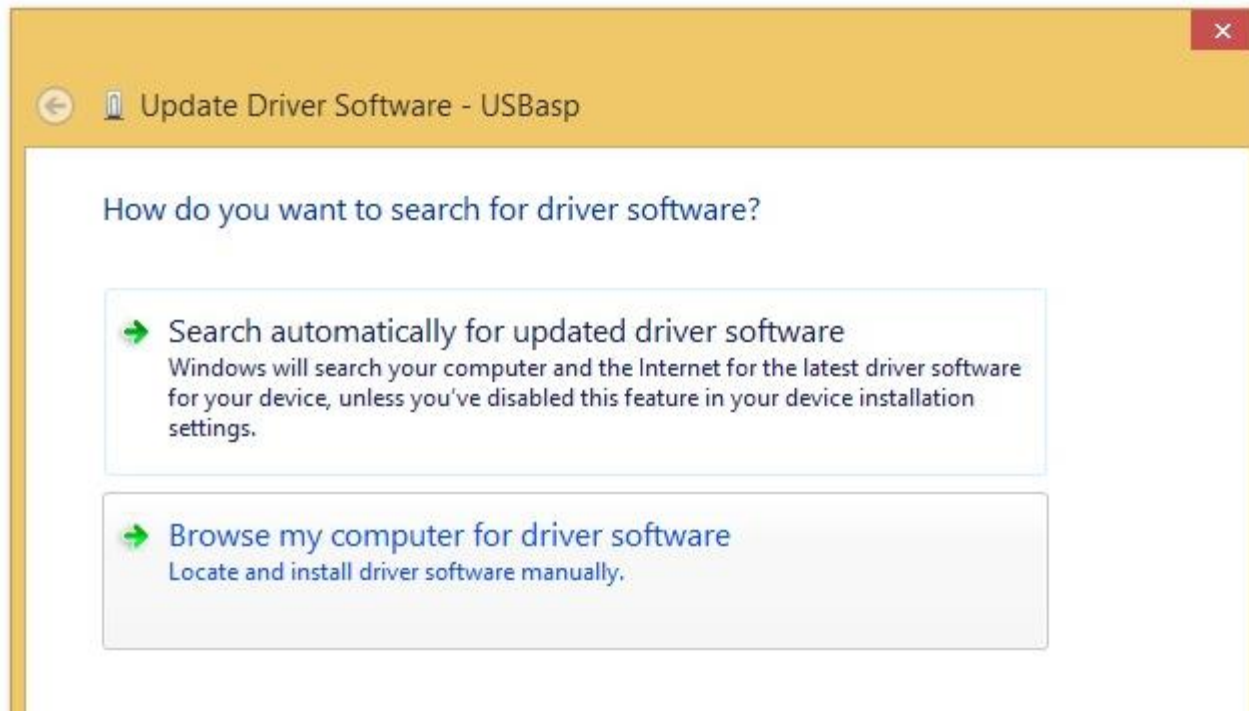 Update Driver Software - USBasp
How do you want to search for driver software?
Search automatically for updated driver software
Windows will search your computer and the Internet for the latest driver software
for your device, unless you've disabled this feature in your device installation
settings.
Browse my computer for driver software
Locate and install driver software manually.